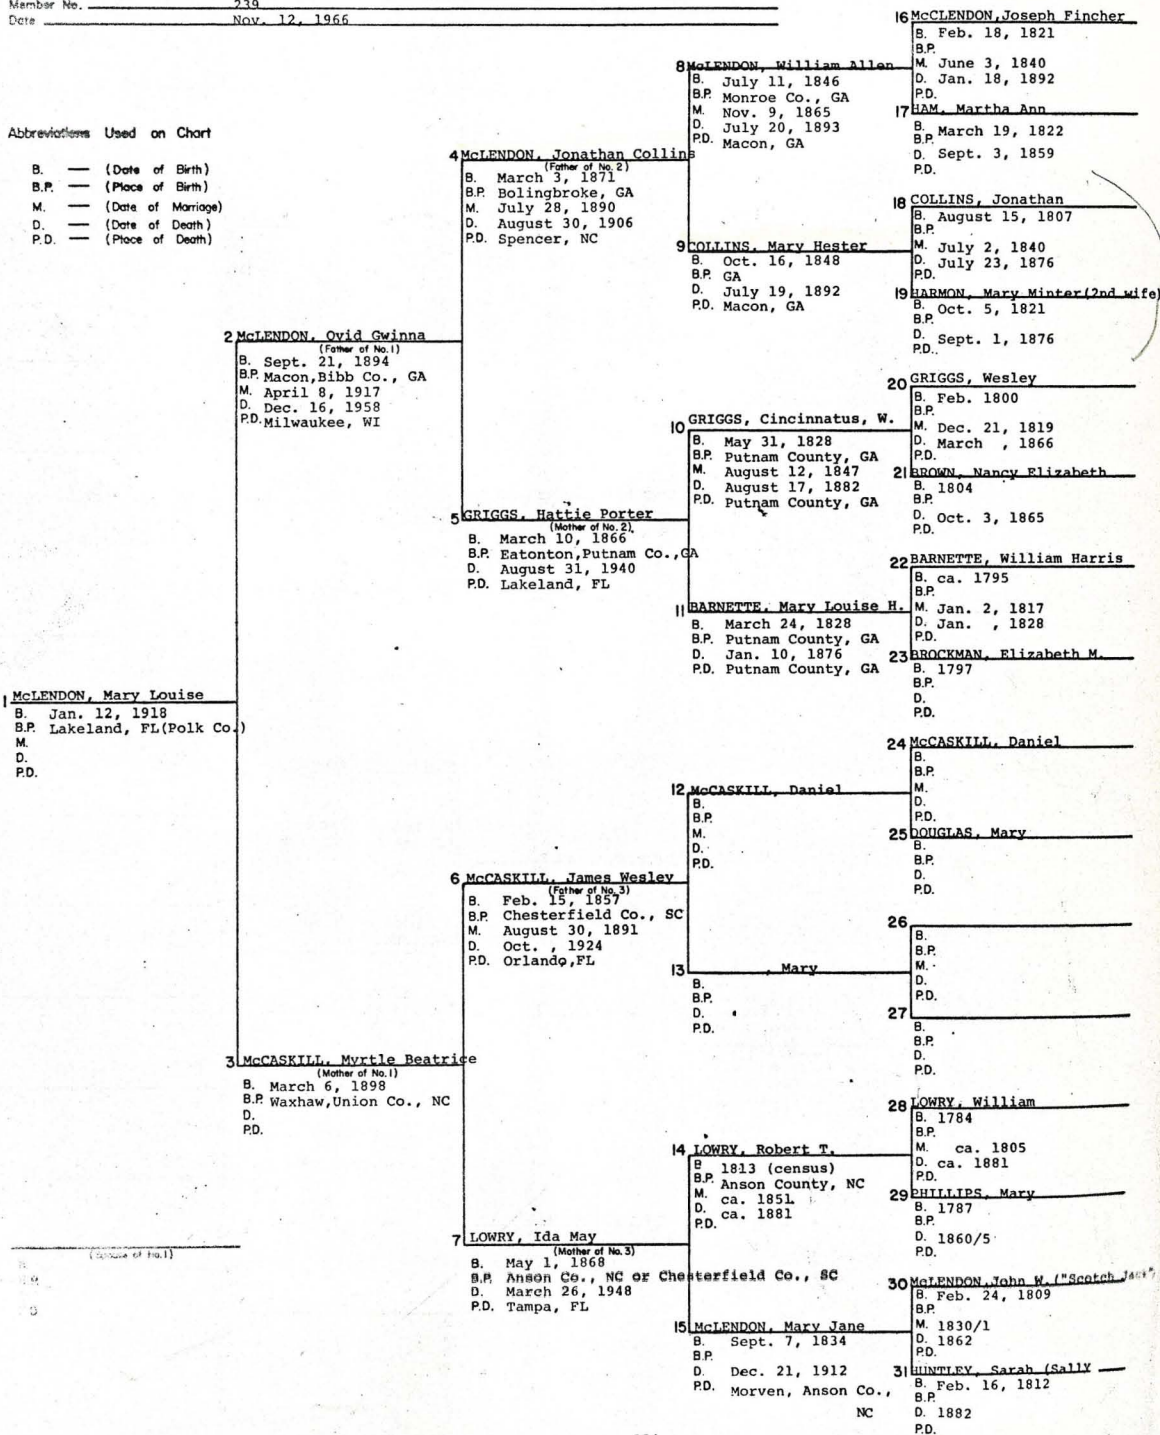 Member No. 239
Date Nov. 12, 1966
Abbreviations Used on Chart
B. — (Date of Birth)
B.P. — (Place of Birth)
M. — (Date of Marriage)
D. — (Date of Death)
P.D. — (Place of Death)
1 McLENDON, Mary Louise
B. Jan. 12, 1918
B.P. Lakeland, FL(Polk Co.)
M.
D.
P.D.
(Spouse of No.1)
2 McLENDON, Ovid Gwinna
(Father of No.1)
B. Sept. 21, 1894
B.P. Macon,Bibb Co., GA
M. April 8, 1917
D. Dec. 16, 1958
P.D. Milwaukee, WI
3 McCASKILL, Myrtle Beatrice
(Mother of No.1)
B. March 6, 1898
B.P. Waxhaw,Union Co., NC
D.
P.D.
4 McLENDON, Jonathan Collins
(Father of No. 2)
B. March 3, 1871
B.P. Bolingbroke, GA
M. July 28, 1890
D. August 30, 1906
P.D. Spencer, NC
5 GRIGGS, Hattie Porter
(Mother of No. 2)
B. March 10, 1866
B.P. Eatonton,Putnam Co.,GA
D. August 31, 1940
P.D. Lakeland, FL
6 McCASKILL, James Wesley
(Father of No. 3)
B. Feb. 15, 1857
B.P. Chesterfield Co., SC
M. August 30, 1891
D. Oct. , 1924
P.D. Orlando,FL
7 LOWRY, Ida May
(Mother of No. 3)
B. May 1, 1868
B.P. Anson Co., NC or Chesterfield Co., SC
D. March 26, 1948
P.D. Tampa, FL
8 McLENDON, William Allen
B. July 11, 1846
B.P. Monroe Co., GA
M. Nov. 9, 1865
D. July 20, 1893
P.D. Macon, GA
9 COLLINS, Mary Hester
B. Oct. 16, 1848
B.P. GA
D. July 19, 1892
P.D. Macon, GA
10 GRIGGS, Cincinnatus, W.
B. May 31, 1828
B.P. Putnam County, GA
M. August 12, 1847
D. August 17, 1882
P.D. Putnam County, GA
11 BARNETTE, Mary Louise H.
B. March 24, 1828
B.P. Putnam County, GA
D. Jan. 10, 1876
P.D. Putnam County, GA
12 McCASKILL, Daniel
B.
B.P.
M.
D.
P.D.
13 , Mary
B.
B.P.
D.
P.D.
14 LOWRY, Robert T.
B 1813 (census)
B.P. Anson County, NC
M. ca. 1851
D. ca. 1881
P.D.
15 McLENDON, Mary Jane
B. Sept. 7, 1834
B.P.
D. Dec. 21, 1912
P.D. Morven, Anson Co.,
NC
16 McCLENDON,Joseph Fincher
B. Feb. 18, 1821
B.P.
M. June 3, 1840
D. Jan. 18, 1892
P.D.
17 HAM, Martha Ann
B. March 19, 1822
B.P.
D. Sept. 3, 1859
P.D.
18 COLLINS, Jonathan
B. August 15, 1807
B.P.
M. July 2, 1840
D. July 23, 1876
P.D.
19 HARMON, Mary Minter(2nd wife)
B. Oct. 5, 1821
B.P.
D. Sept. 1, 1876
P.D.
20 GRIGGS, Wesley
B. Feb. 1800
B.P.
M. Dec. 21, 1819
D. March , 1866
P.D.
21 BROWN, Nancy Elizabeth
B. 1804
B.P.
D. Oct. 3, 1865
P.D.
22 BARNETTE, William Harris
B. ca. 1795
B.P.
M. Jan. 2, 1817
D. Jan. , 1828
P.D.
23 BROCKMAN, Elizabeth M.
B. 1797
B.P.
D.
P.D.
24 McCASKILL, Daniel
B.
B.P.
M.
D.
P.D.
25 DOUGLAS, Mary
B.
B.P.
D.
P.D.
26
B.
B.P.
M.
D.
P.D.
27
B.
B.P.
D.
P.D.
28 LOWRY, William
B. 1784
B.P.
M. ca. 1805
D. ca. 1881
P.D.
29 PHILLIPS, Mary
B. 1787
B.P.
D. 1860/5
P.D.
30 McLENDON,John W.("Scotch Jack")
B. Feb. 24, 1809
B.P.
M. 1830/1
D. 1862
P.D.
31 HUNTLEY, Sarah (Sally
B. Feb. 16, 1812
B.P.
D. 1882
P.D.